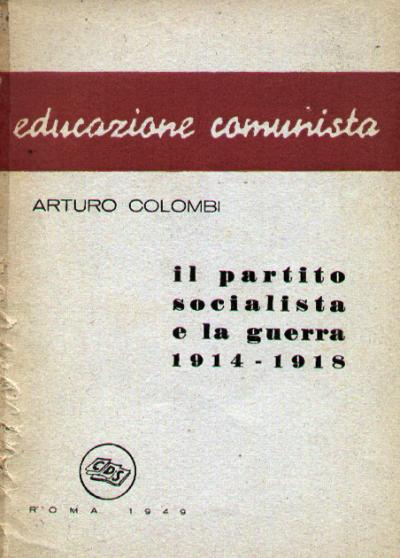 educazione comunista
ARTURO COLOMBI
il partito
socialista
e la guerra
1914-1918
CDS
ROMA 1949